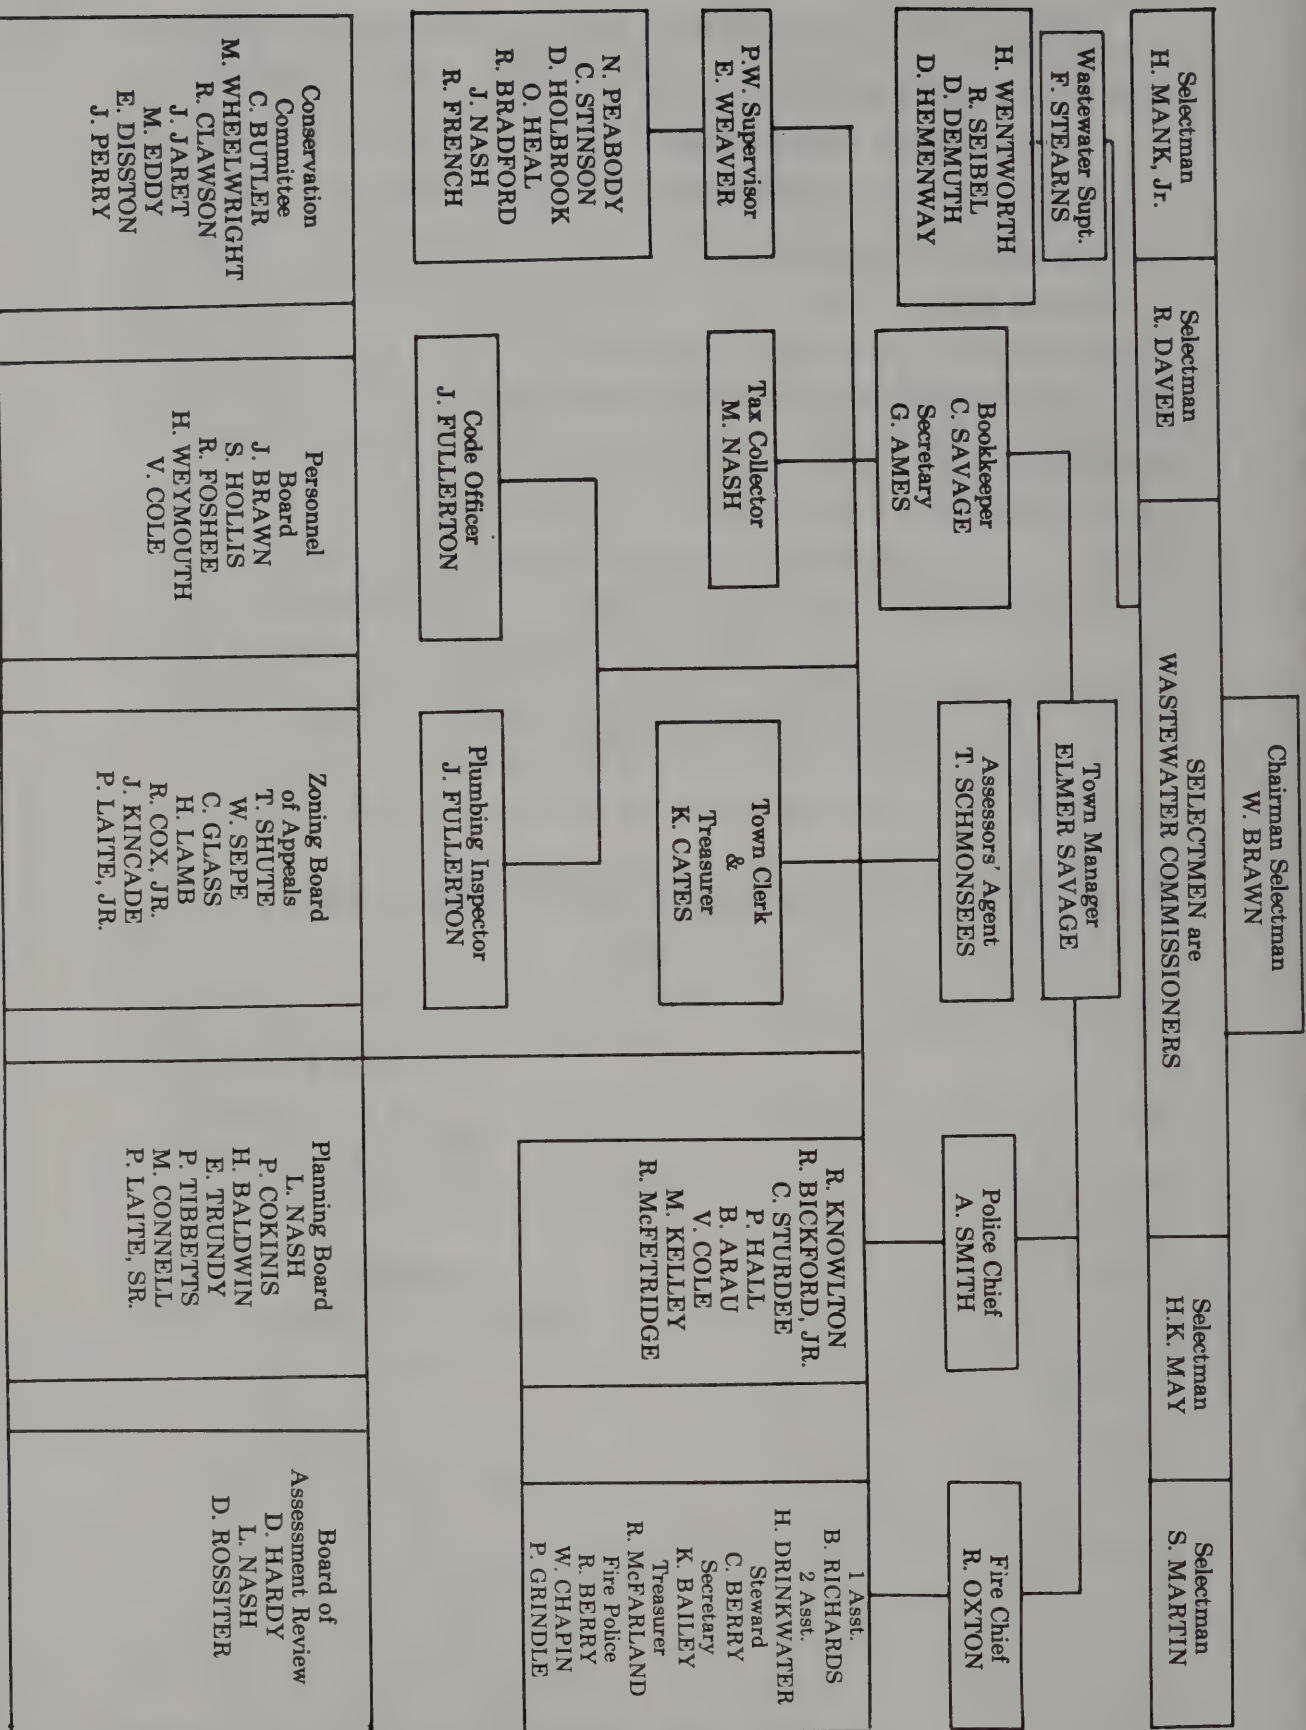 Chairman Selectman
W. BRAWN
Selectman
H. MANK, Jr.
Selectman
R. DAVEE
SELECTMEN are
WASTEWATER COMMISSIONERS
Selectman
H.K. MAY
Selectman
S. MARTIN
Wastewater Supt.
F. STEARNS
H. WENTWORTH
R. SEIBEL
D. DEMUTH
D. HEMENWAY
Town Manager
ELMER SAVAGE
Bookkeeper
C. SAVAGE
Secretary
G. AMES
Assessors' Agent
T. SCHMONSEES
Police Chief
A. SMITH
Fire Chief
R. OXTON
P.W. Supervisor
E. WEAVER
Tax Collector
M. NASH
Town Clerk
&
Treasurer
K. CATES
R. KNOWLTON
R. BICKFORD, JR.
C. STURDEE
P. HALL
B. ARAU
V. COLE
M. KELLEY
R. McFETRIDGE
1 Asst.
B. RICHARDS
2 Asst.
H. DRINKWATER
Steward
C. BERRY
Secretary
K. BAILEY
Treasurer
R. McFARLAND
Fire Police
R. BERRY
W. CHAPIN
P. GRINDLE
N. PEABODY
C. STINSON
D. HOLBROOK
O. HEAL
R. BRADFORD
J. NASH
R. FRENCH
Code Officer
J. FULLERTON
Plumbing Inspector
J. FULLERTON
Conservation
Committee
C. BUTLER
M. WHEELWRIGHT
R. CLAWSON
J. JARET
M. EDDY
E. DISSTON
J. PERRY
Personnel
Board
J. BRAWN
S. HOLLIS
R. FOSHEE
H. WEYMOUTH
V. COLE
Zoning Board
of Appeals
T. SHUTE
W. SEPE
C. GLASS
H. LAMB
R. COX, JR.
J. KINCADE
P. LAITE, JR.
Planning Board
L. NASH
P. COKINIS
H. BALDWIN
E. TRUNDY
P. TIBBETTS
M. CONNELL
P. LAITE, SR.
Board of
Assessment Review
D. HARDY
L. NASH
D. ROSSITER